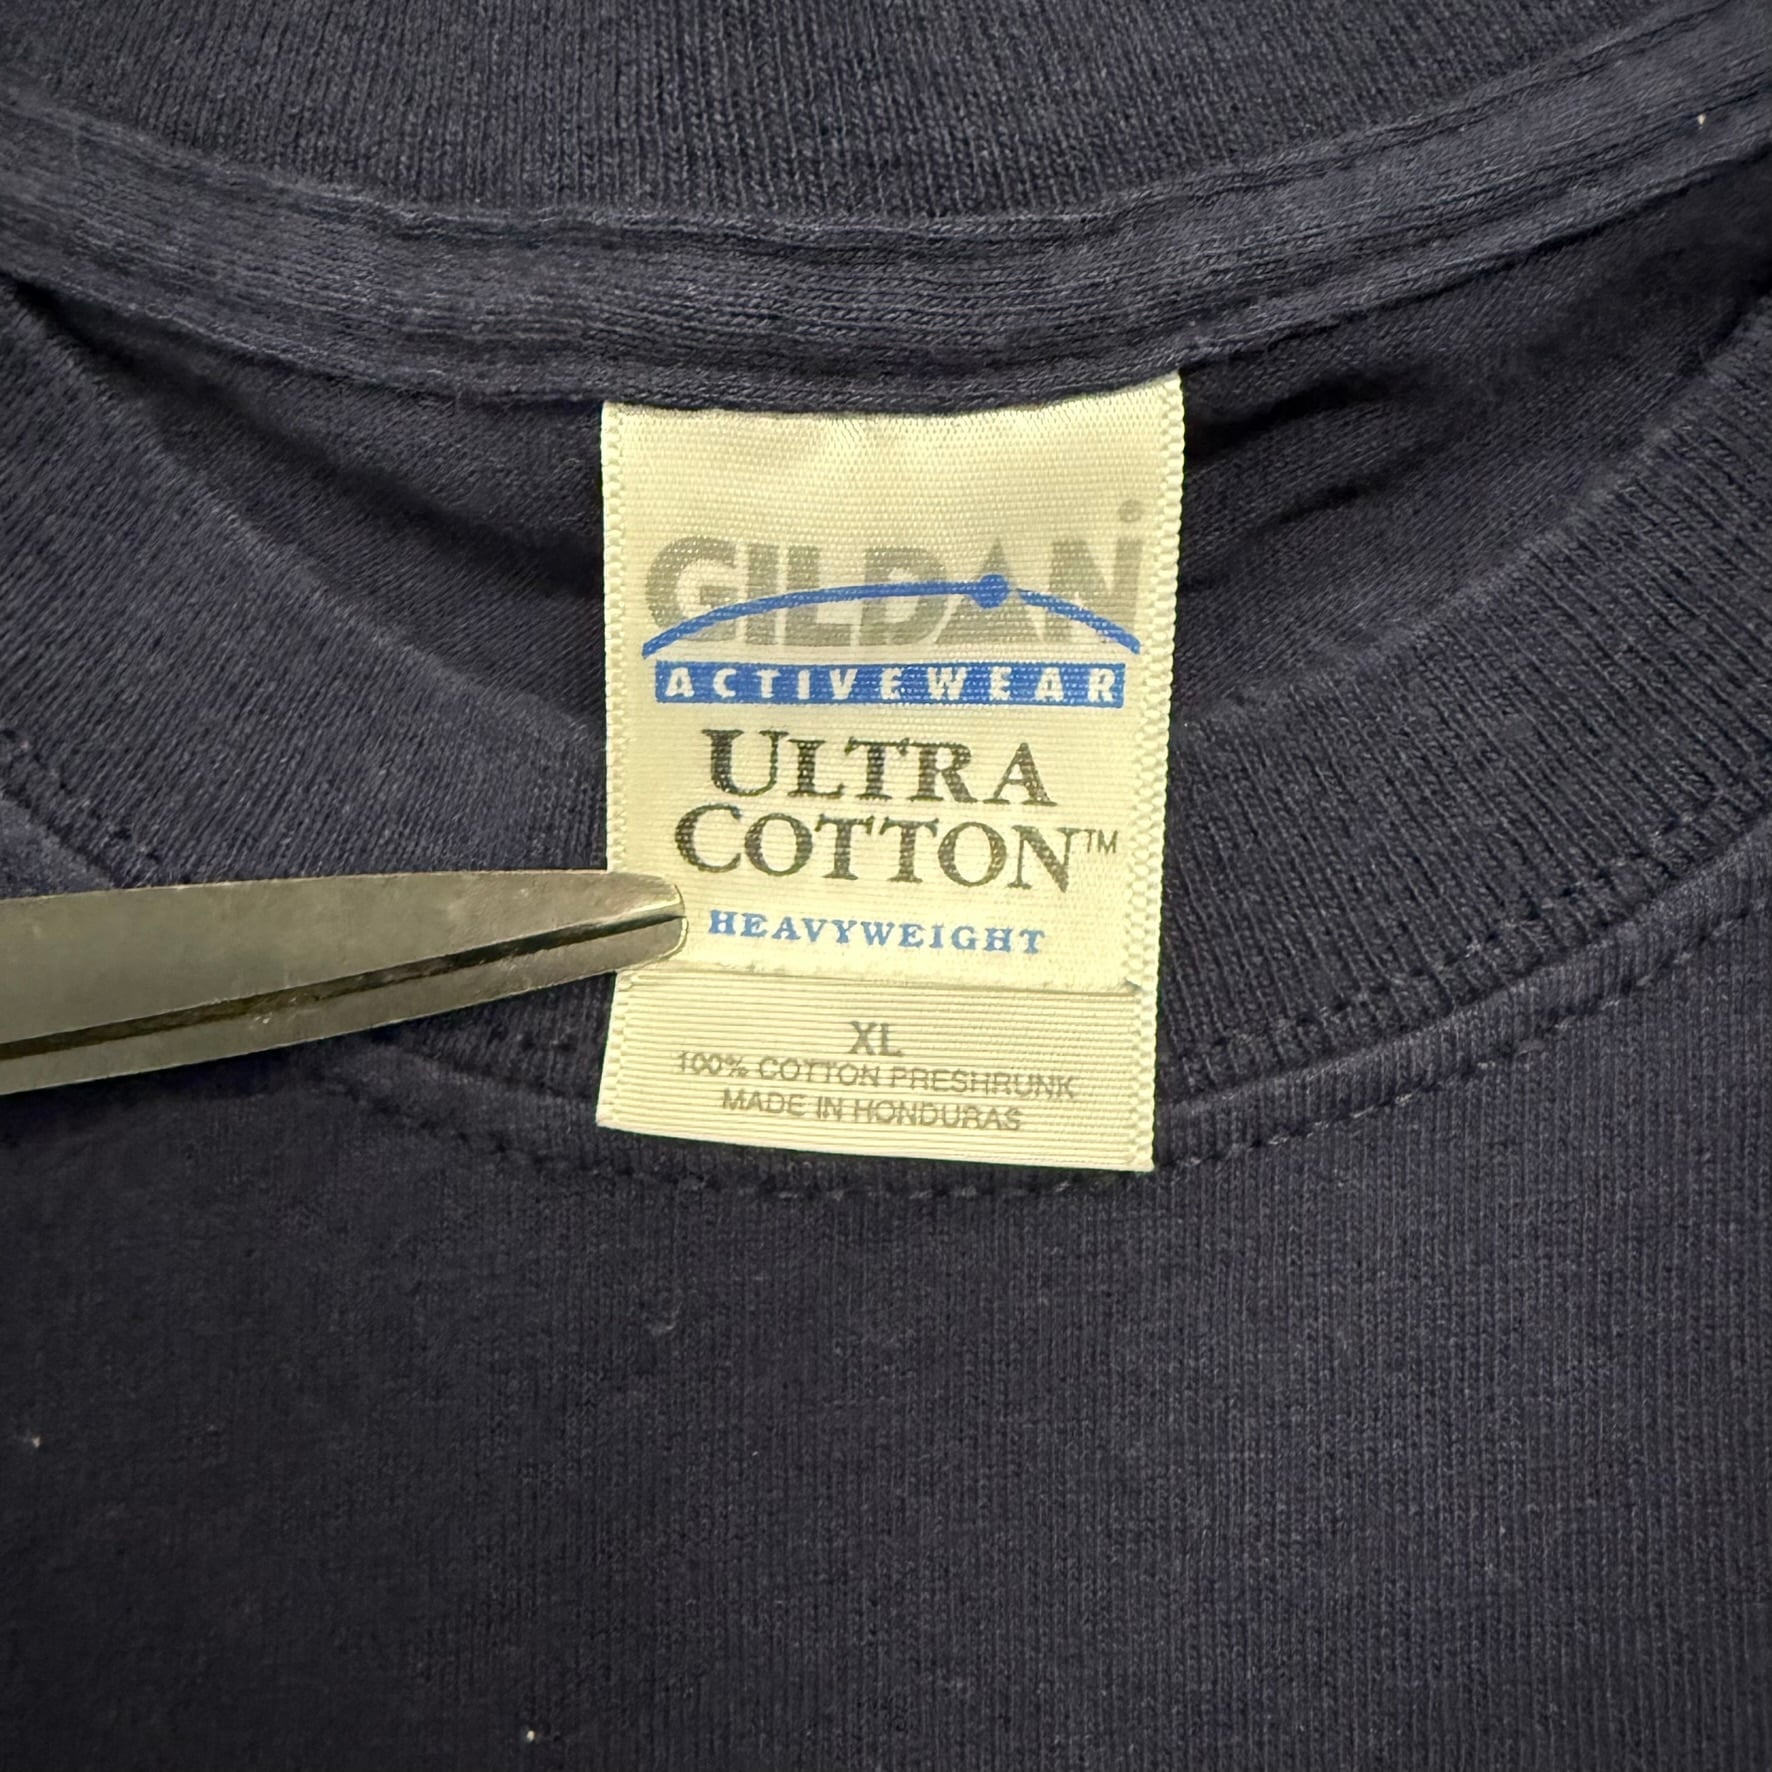 GILDAN
ACTIVEWEAR
ULTRA
COTTON™
HEAVYWEIGHT
XL
100% COTTON PRESHRUNK
MADE IN HONDURAS